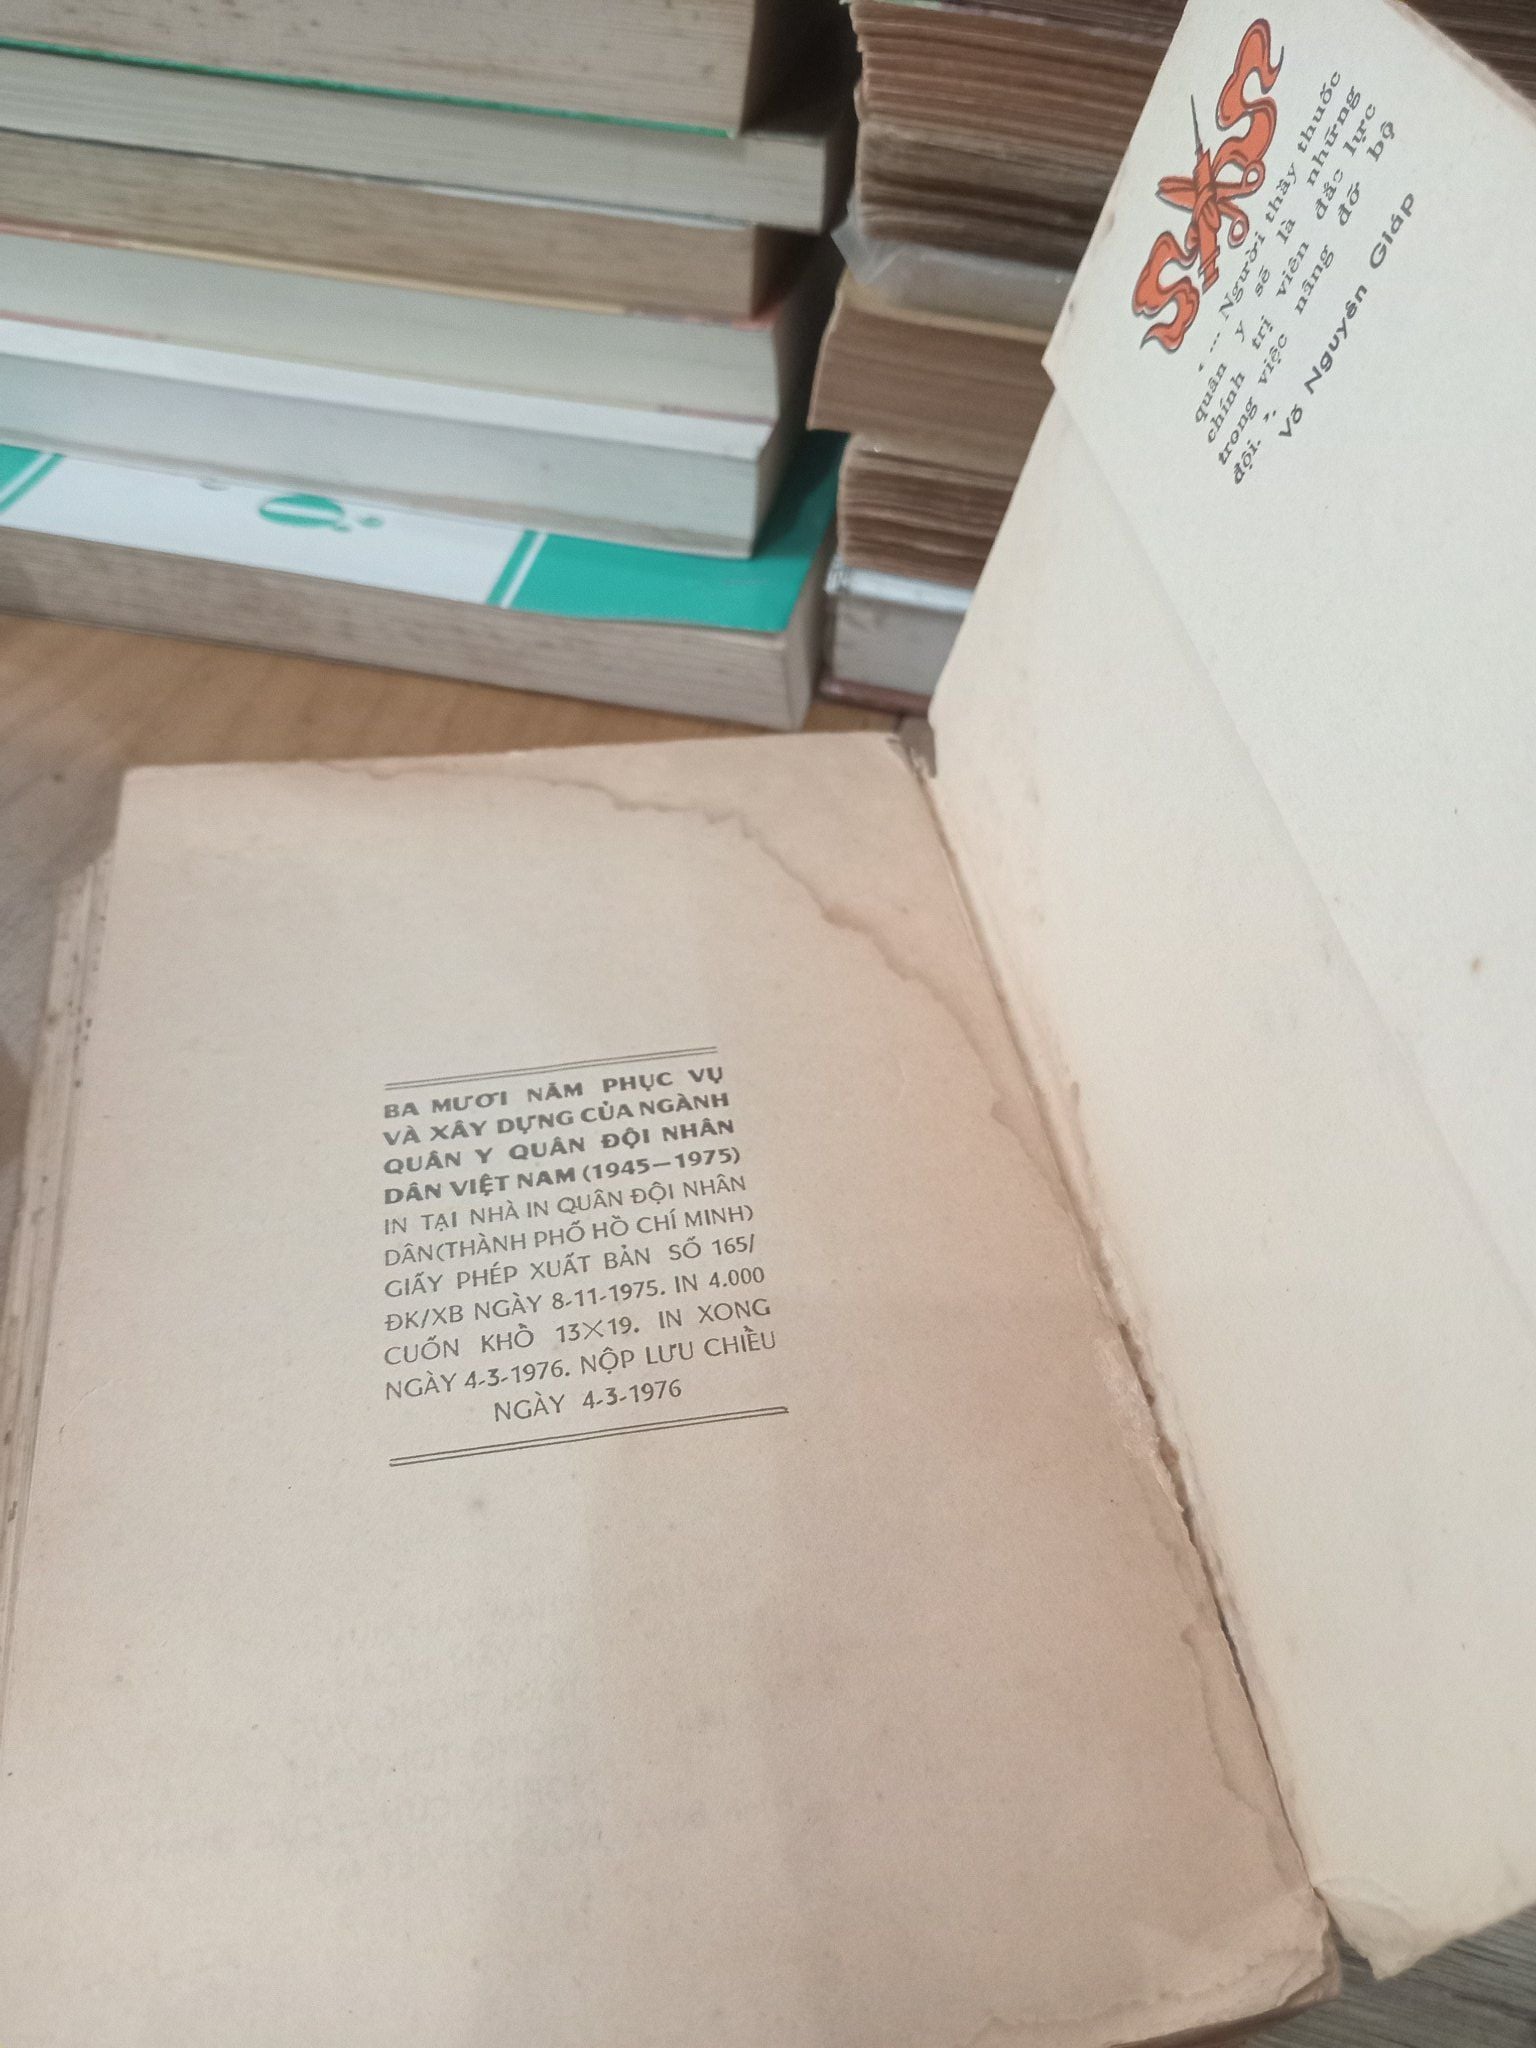 BA MƯƠI NĂM PHỤC VỤ
VÀ XÂY DỰNG CỦA NGÀNH
QUÂN Y QUÂN ĐỘI NHÂN
DÂN VIỆT NAM (1945—1975)
IN TẠI NHÀ IN QUÂN ĐỘI NHÂN
DÂN(THÀNH PHỐ HỒ CHÍ MINH)
GIẤY PHÉP XUẤT BẢN SỐ 165/
ĐK/XB NGÀY 8-11-1975. IN 4.000
CUỐN KHỔ 13×19. IN XONG
NGÀY 4-3-1976. NỘP LƯU CHIỀU
NGÀY 4-3-1976
“ ... Người thầy thuốc
quân y sẽ là những
chính trị viên đắc lực
trong việc nâng đỡ bộ
đội. ”
Võ Nguyên Giáp